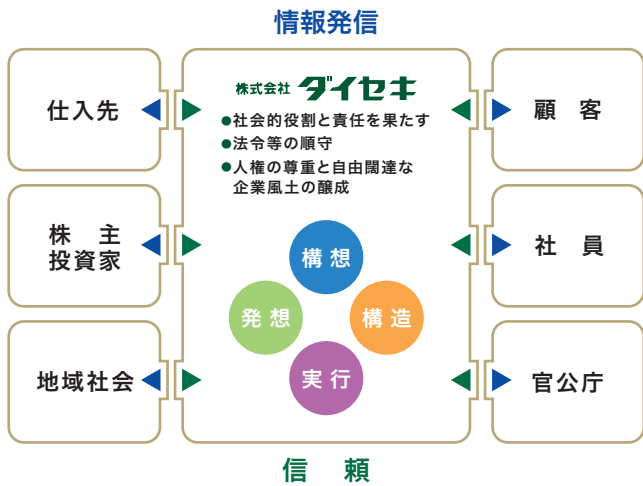 情報発信
仕入先
株主
投資家
地域社会
株式会社 ダイセキ
●社会的役割と責任を果たす
●法令等の順守
●人権の尊重と自由闊達な
企業風土の醸成
構想
発想
構造
実行
顧客
社員
官公庁
信頼